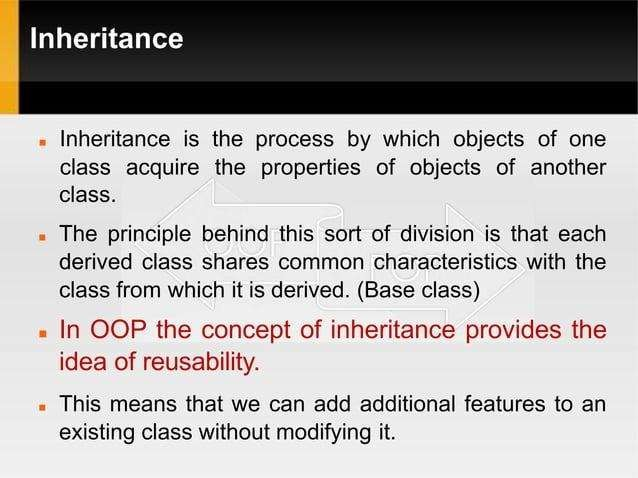 Inheritance
Inheritance is the process by which objects of one
class acquire the properties of objects of another
class.
The principle behind this sort of division is that each
derived class shares common characteristics with the
class from which it is derived. (Base class)
In OOP the concept of inheritance provides the
idea of reusability.
This means that we can add additional features to an
existing class without modifying it.